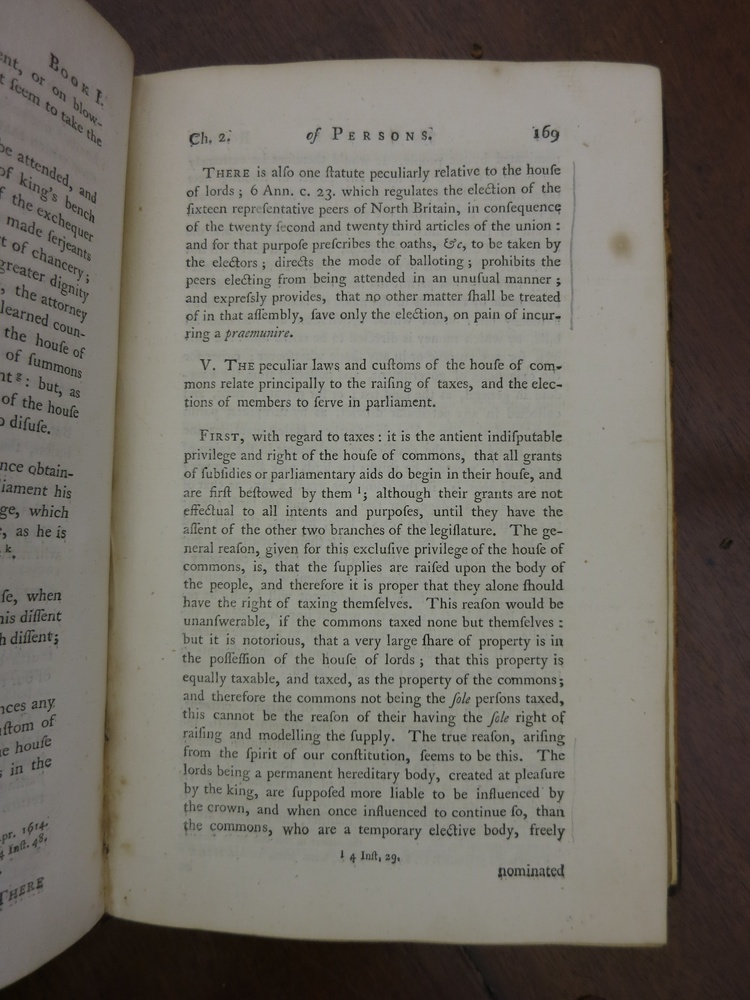 BOOK I.
ent, or on blow-
t ſeem to take the
be attended, and
of king's bench
f the exchequer
made ſerjeants
rt of chancery;
greater dignity
, the attorney
learned coun-
the houſe of
of ſummons
nt g : but, as
of the houſe
o diſuſe.
nce obtain-
liament his
ge, which
, as he is
k.
ſe, when
his diſſent
h diſſent;
nces any
ſtom of
e houſe
s in the
pr. 1614.
4 Inſt. 48.
THERE
Ch. 2. of PERSONS. 169
THERE is alſo one ſtatute peculiarly relative to the houſe
of lords ; 6 Ann. c. 23. which regulates the election of the
ſixteen repreſentative peers of North Britain, in conſequence
of the twenty ſecond and twenty third articles of the union :
and for that purpoſe preſcribes the oaths, &c, to be taken by
the electors ; directs the mode of balloting ; prohibits the
peers electing from being attended in an unuſual manner ;
and expreſsly provides, that no other matter ſhall be treated
of in that aſſembly, ſave only the election, on pain of incur-
ring a praemunire.
V. THE peculiar laws and cuſtoms of the houſe of com-
mons relate principally to the raiſing of taxes, and the elec-
tions of members to ſerve in parliament.
FIRST, with regard to taxes : it is the antient indiſputable
privilege and right of the houſe of commons, that all grants
of ſubſidies or parliamentary aids do begin in their houſe, and
are firſt beſtowed by them l; although their grants are not
effectual to all intents and purpoſes, until they have the
aſſent of the other two branches of the legiſlature. The ge-
neral reaſon, given for this excluſive privilege of the houſe of
commons, is, that the ſupplies are raiſed upon the body of
the people, and therefore it is proper that they alone ſhould
have the right of taxing themſelves. This reaſon would be
unanſwerable, if the commons taxed none but themſelves :
but it is notorious, that a very large ſhare of property is in
the poſſeſſion of the houſe of lords ; that this property is
equally taxable, and taxed, as the property of the commons;
and therefore the commons not being the ſole perſons taxed,
this cannot be the reaſon of their having the ſole right of
raiſing and modelling the ſupply. The true reaſon, ariſing
from the ſpirit of our conſtitution, ſeems to be this. The
lords being a permanent hereditary body, created at pleaſure
by the king, are ſuppoſed more liable to be influenced by
the crown, and when once influenced to continue ſo, than
the commons, who are a temporary elective body, freely
l 4 Inſt. 29.
nominated